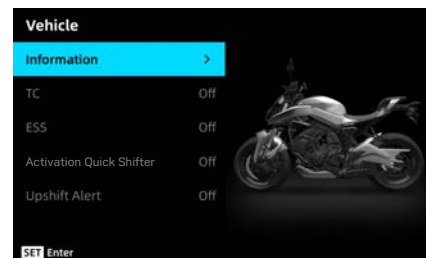 Vehicle
Information >
TC Off
ESS Off
Activation Quick Shifter Off
Upshift Alert Off
SET Enter